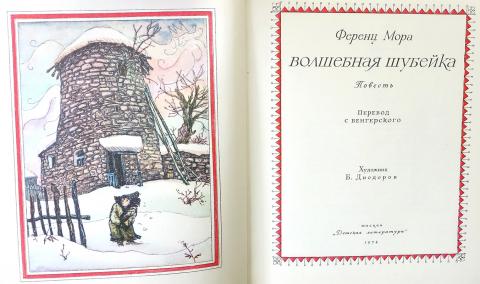 Ференц Мора
ВОЛШЕБНАЯ ШУБЕЙКА
Повесть
ПЕРЕВОД
С ВЕНГЕРСКОГО
Художник
Б. Диодоров
МОСКВА
"Детская литература"
1974